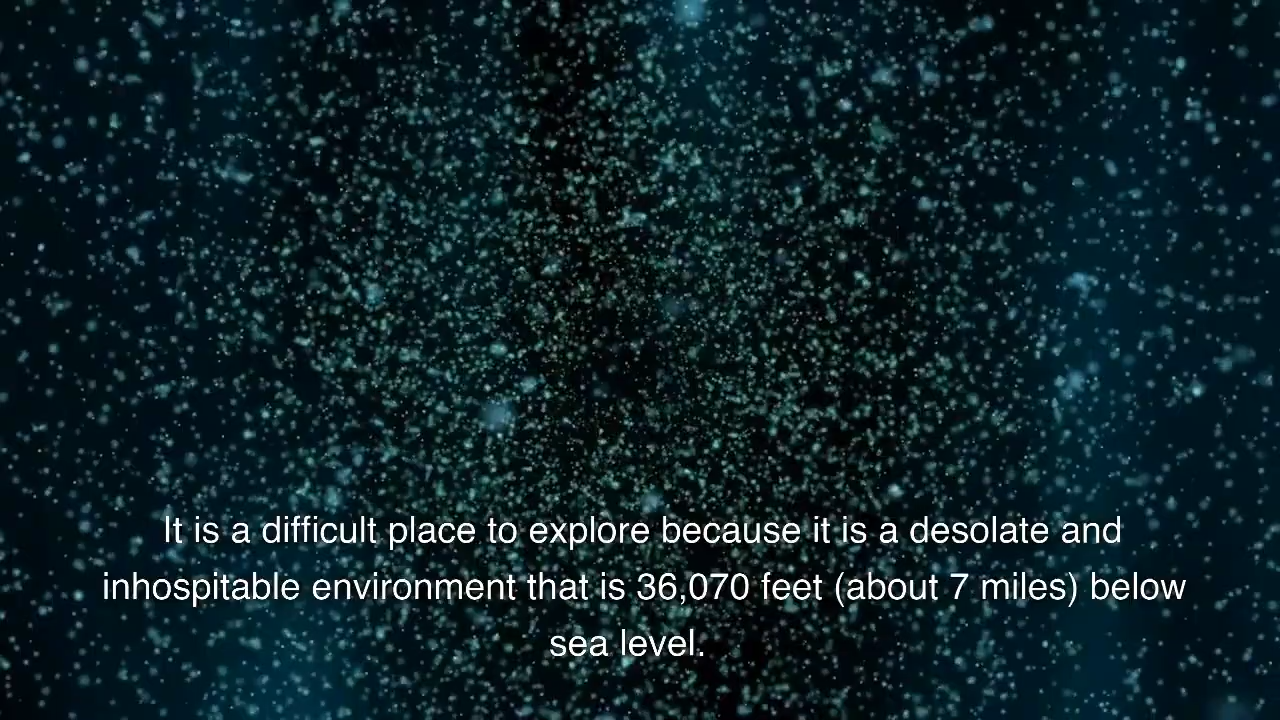 It is a difficult place to explore because it is a desolate and
inhospitable environment that is 36,070 feet (about 7 miles) below
sea level.